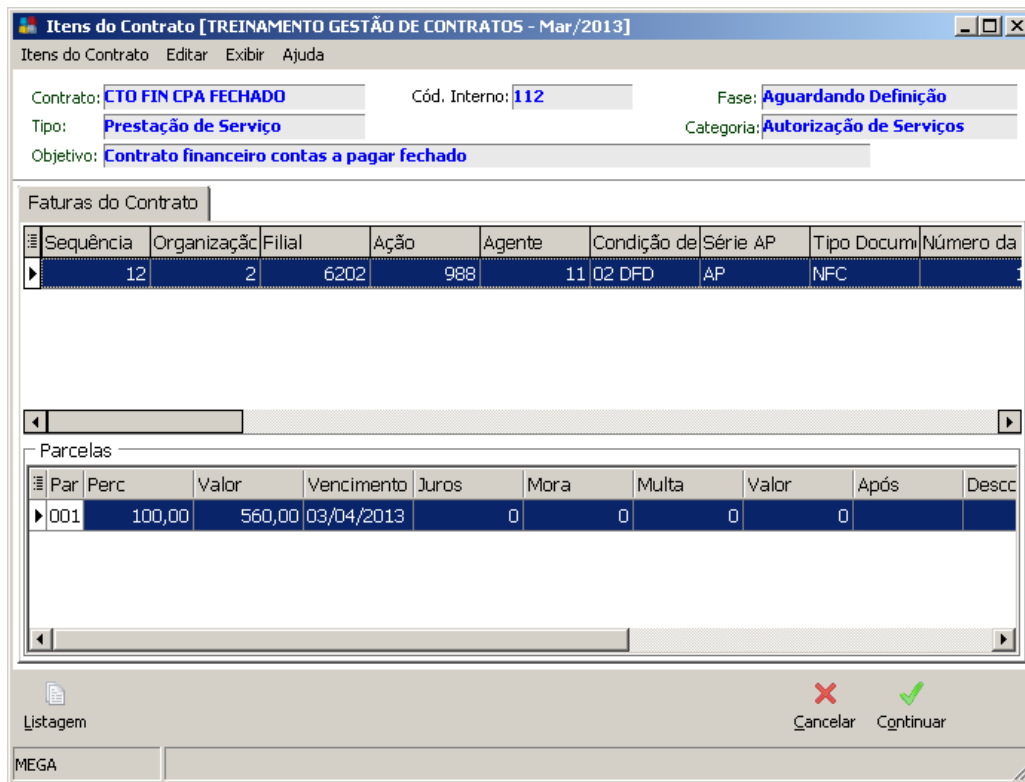 Itens do Contrato [TREINAMENTO GESTÃO DE CONTRATOS - Mar/2013]
Itens do Contrato Editar Exibir Ajuda
Contrato: CTO FIN CPA FECHADO Cód. Interno: 112 Fase: Aguardando Definição
Tipo: Prestação de Serviço Categoria: Autorização de Serviços
Objetivo: Contrato financeiro contas a pagar fechado
Faturas do Contrato
Sequência Organização Filial Ação Agente Condição de Série AP Tipo Docum Número da
12 2 6202 988 11 02 DFD AP NFC 1
Parcelas
Par Perc Valor Vencimento Juros Mora Multa Valor Após Desco
001 100,00 560,00 03/04/2013 0 0 0 0
Listagem Cancelar Continuar
MEGA